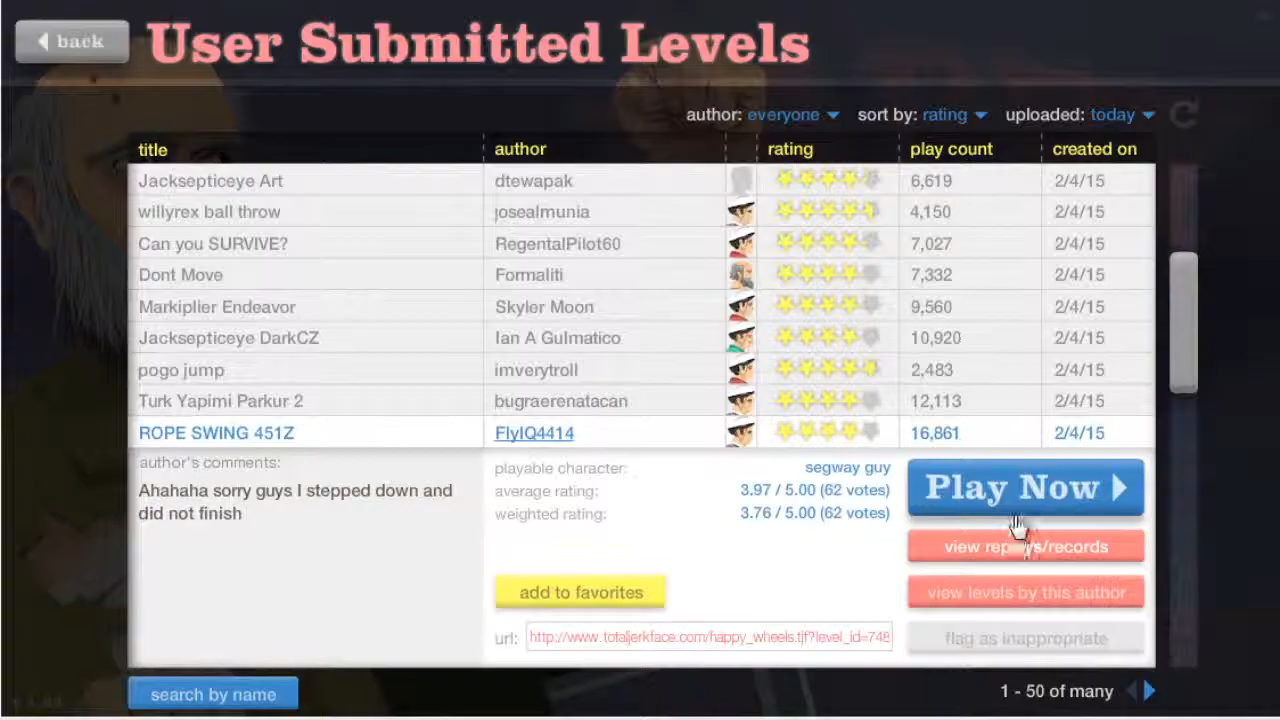 back
User Submitted Levels
author: everyone sort by: rating uploaded: today
title author rating play count created on
Jacksepticeye Art dtewapak 6,619 2/4/15
willyrex ball throw josealmunia 4,150 2/4/15
Can you SURVIVE? RegentalPilot60 7,027 2/4/15
Dont Move Formaliti 7,332 2/4/15
Markiplier Endeavor Skyler Moon 9,560 2/4/15
Jacksepticeye DarkCZ Ian A Gulmatico 10,920 2/4/15
pogo jump imverytroll 2,483 2/4/15
Turk Yapimi Parkur 2 bugraerenatacan 12,113 2/4/15
ROPE SWING 451Z FlyIQ4414 16,861 2/4/15
author's comments:
Ahahaha sorry guys I stepped down and
did not finish
playable character: segway guy
average rating: 3.97 / 5.00 (62 votes)
weighted rating: 3.76 / 5.00 (62 votes)
add to favorites
url: http://www.totaljerkface.com/happy_wheels.tjf?level_id=748
Play Now
view replays/records
view levels by this author
flag as inappropriate
search by name
1 - 50 of many